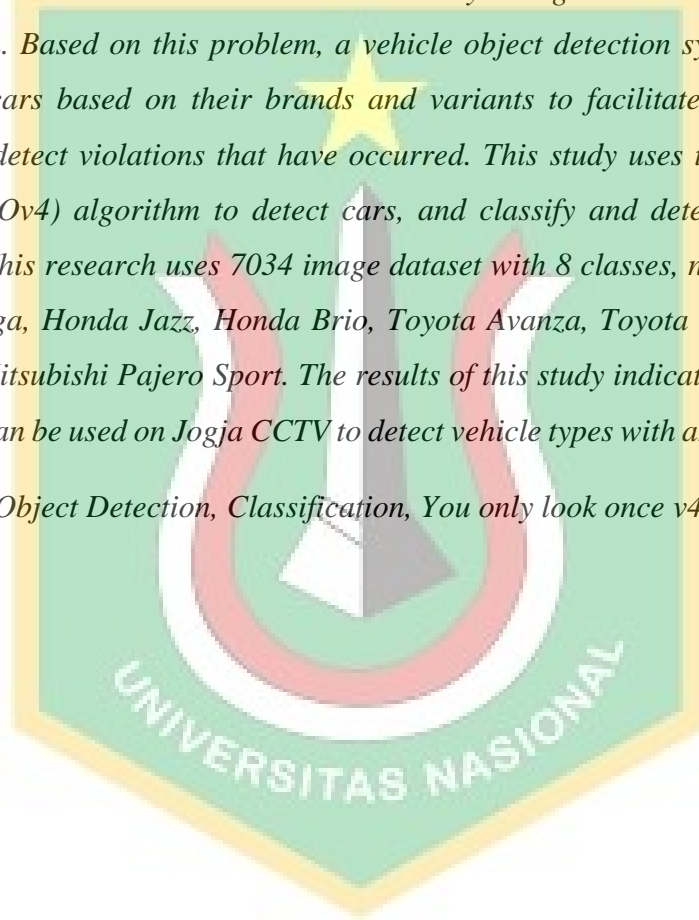 . Based on this problem, a vehicle object detection sy
cars based on their brands and variants to facilitate
detect violations that have occurred. This study uses
Ov4) algorithm to detect cars, and classify and dete
his research uses 7034 image dataset with 8 classes, n
ga, Honda Jazz, Honda Brio, Toyota Avanza, Toyota
itsubishi Pajero Sport. The results of this study indicat
an be used on Jogja CCTV to detect vehicle types with a
Object Detection, Classification, You only look once v4
UNIVERSITAS NASIONAL